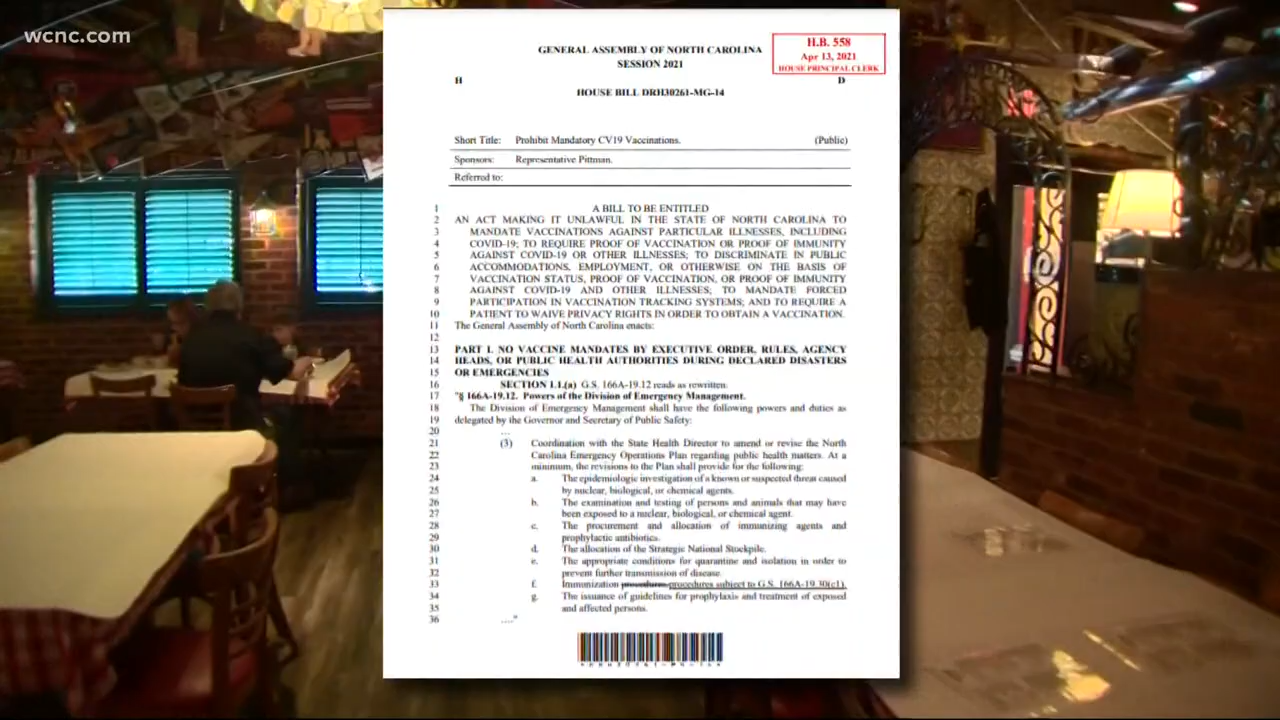 wcnc.com
GENERAL ASSEMBLY OF NORTH CAROLINA
SESSION 2021
H.B. 558
Apr 13, 2021
HOUSE PRINCIPAL CLERK
H
D
HOUSE BILL DRH30261-MG-14
Short Title: Prohibit Mandatory CV19 Vaccinations. (Public)
Sponsors: Representative Pittman.
Referred to:
1 A BILL TO BE ENTITLED
2 AN ACT MAKING IT UNLAWFUL IN THE STATE OF NORTH CAROLINA TO
3 MANDATE VACCINATIONS AGAINST PARTICULAR ILLNESSES, INCLUDING
4 COVID-19; TO REQUIRE PROOF OF VACCINATION OR PROOF OF IMMUNITY
5 AGAINST COVID-19 OR OTHER ILLNESSES; TO DISCRIMINATE IN PUBLIC
6 ACCOMMODATIONS, EMPLOYMENT, OR OTHERWISE ON THE BASIS OF
7 VACCINATION STATUS, PROOF OF VACCINATION, OR PROOF OF IMMUNITY
8 AGAINST COVID-19 AND OTHER ILLNESSES; TO MANDATE FORCED
9 PARTICIPATION IN VACCINATION TRACKING SYSTEMS; AND TO REQUIRE A
10 PATIENT TO WAIVE PRIVACY RIGHTS IN ORDER TO OBTAIN A VACCINATION.
11 The General Assembly of North Carolina enacts:
12
13 PART I. NO VACCINE MANDATES BY EXECUTIVE ORDER, RULES, AGENCY
14 HEADS, OR PUBLIC HEALTH AUTHORITIES DURING DECLARED DISASTERS
15 OR EMERGENCIES
16 SECTION 1.1.(a) G.S. 166A-19.12 reads as rewritten:
17 "§ 166A-19.12. Powers of the Division of Emergency Management.
18 The Division of Emergency Management shall have the following powers and duties as
19 delegated by the Governor and Secretary of Public Safety:
20 ...
21 (3) Coordination with the State Health Director to amend or revise the North
22 Carolina Emergency Operations Plan regarding public health matters. At a
23 minimum, the revisions to the Plan shall provide for the following:
24 a. The epidemiologic investigation of a known or suspected threat caused
25 by nuclear, biological, or chemical agents.
26 b. The examination and testing of persons and animals that may have
27 been exposed to a nuclear, biological, or chemical agent.
28 c. The procurement and allocation of immunizing agents and
29 prophylactic antibiotics.
30 d. The allocation of the Strategic National Stockpile.
31 e. The appropriate conditions for quarantine and isolation in order to
32 prevent further transmission of disease.
33 f. Immunization procedures. procedures subject to G.S. 166A-19.30(c1).
34 g. The issuance of guidelines for prophylaxis and treatment of exposed
35 and affected persons.
36 ...."